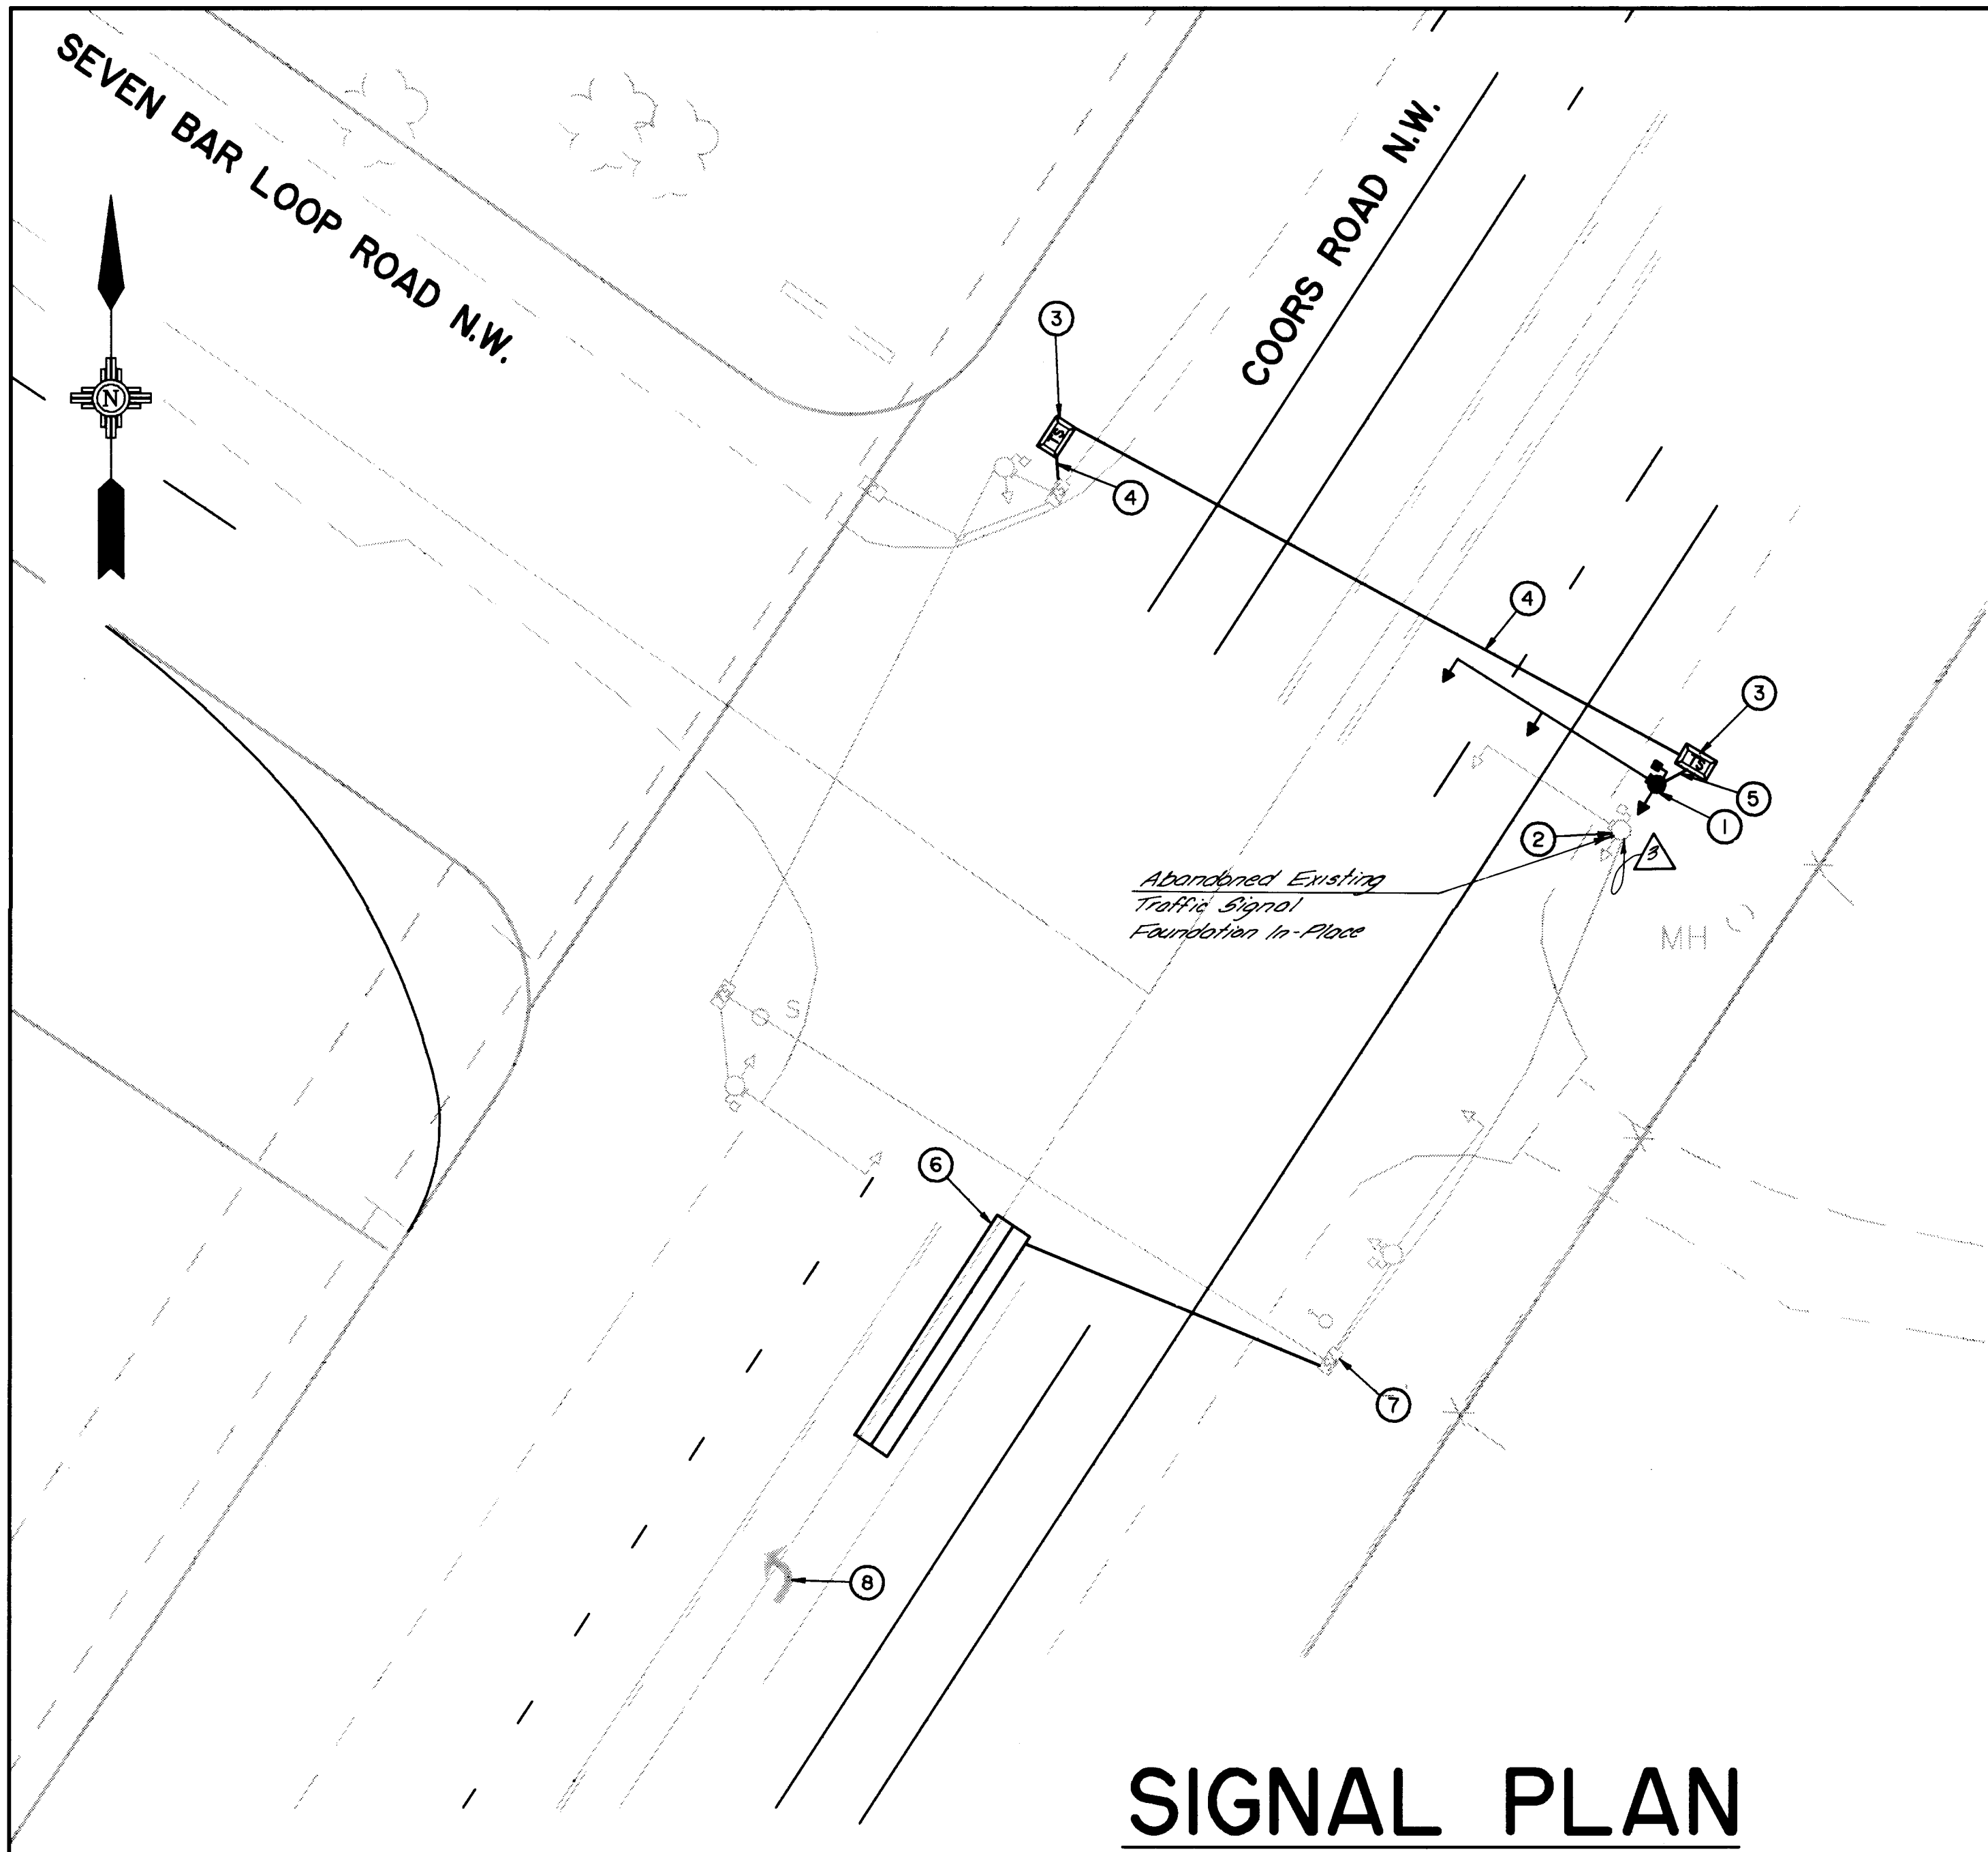 SEVEN BAR LOOP ROAD N.W.
COORS ROAD N.W.
N
3
TS
4
4
3
TS
5
1
2
3
Abandoned Existing
Traffic Signal
Foundation In-Place
MH
S
6
7
8
SIGNAL PLAN